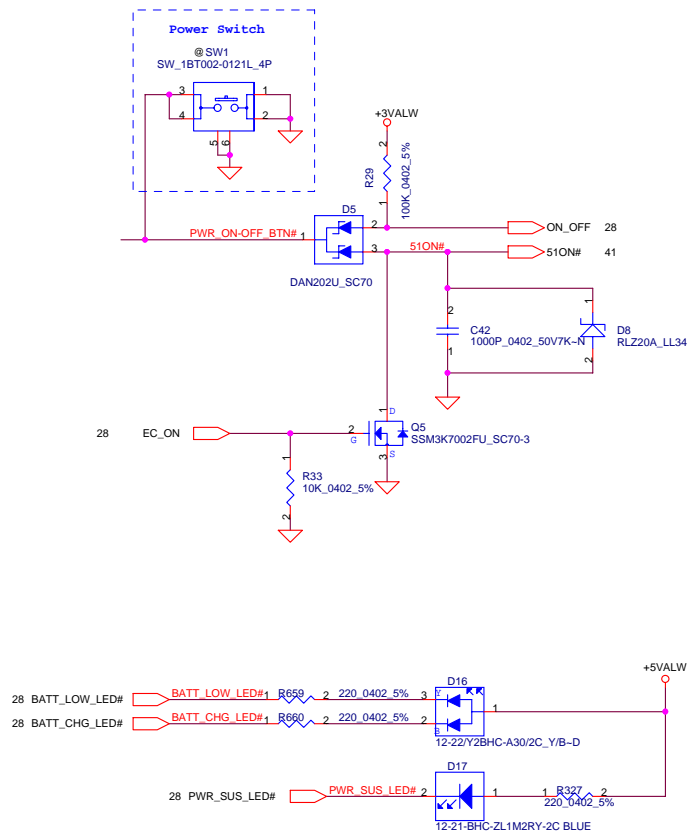 Power Switch
@SW1
SW_1BT002-0121L_4P
3
1
4
2
5
6
+3VALW
2
R29
100K_0402_5%
1
D5
PWR_ON-OFF_BTN#
1
2
ON_OFF
28
3
51ON#
51ON#
41
DAN202U_SC70
2
C42
1000P_0402_50V7K~N
1
1
D8
RLZ20A_LL34
2
28
EC_ON
1
D
2
G
Q5
SSM3K7002FU_SC70-3
S
3
1
R33
10K_0402_5%
2
+5VALW
D16
28 BATT_LOW_LED#
BATT_LOW_LED#
1
R659
2
220_0402_5%
3
Y
1
28 BATT_CHG_LED#
BATT_CHG_LED#
1
R660
2
220_0402_5%
2
B
12-22/Y2BHC-A30/2C_Y/B~D
D17
28 PWR_SUS_LED#
PWR_SUS_LED#
2
1
1
R327
2
220_0402_5%
12-21-BHC-ZL1M2RY-2C BLUE